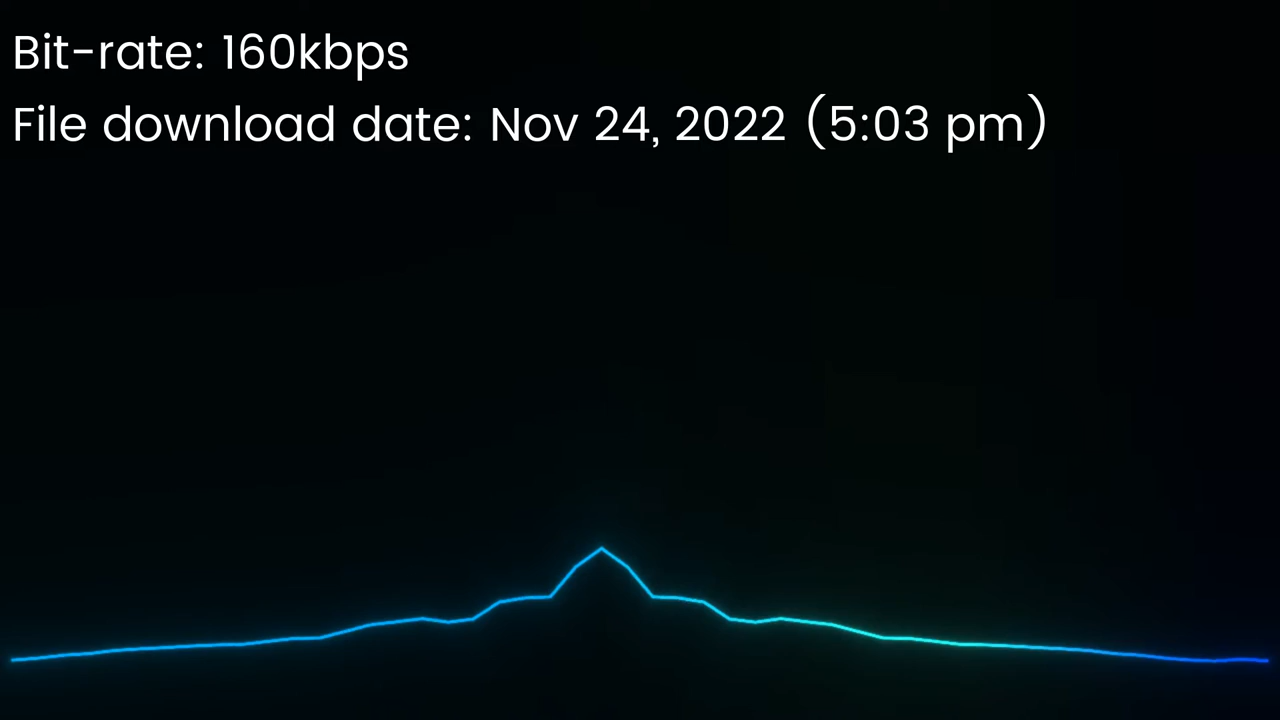 Bit-rate: 160kbps
File download date: Nov 24, 2022 (5:03 pm)